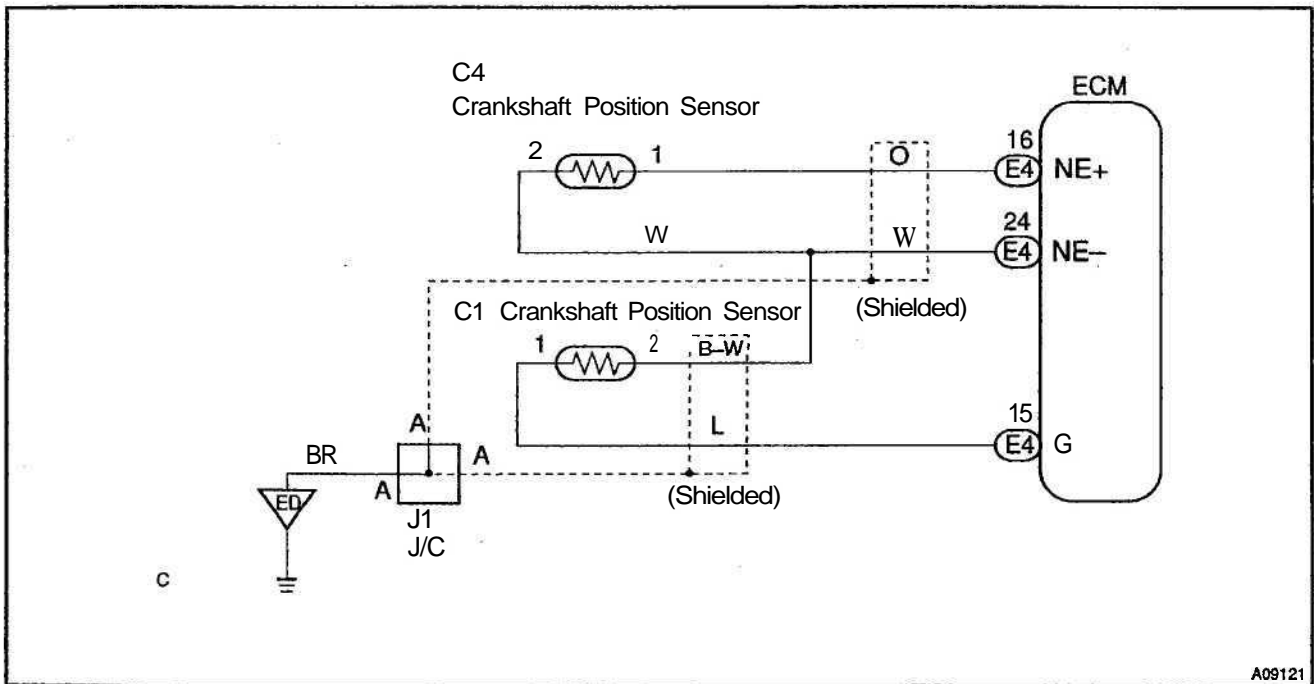 C4
Crankshaft Position Sensor
ECM
2
1
O
16
E4
NE+
W
W
24
E4
NE–
(Shielded)
C1 Crankshaft Position Sensor
1
2
B–W
L
15
E4
G
(Shielded)
A
A
A
BR
ED
J1
J/C
C
A09121